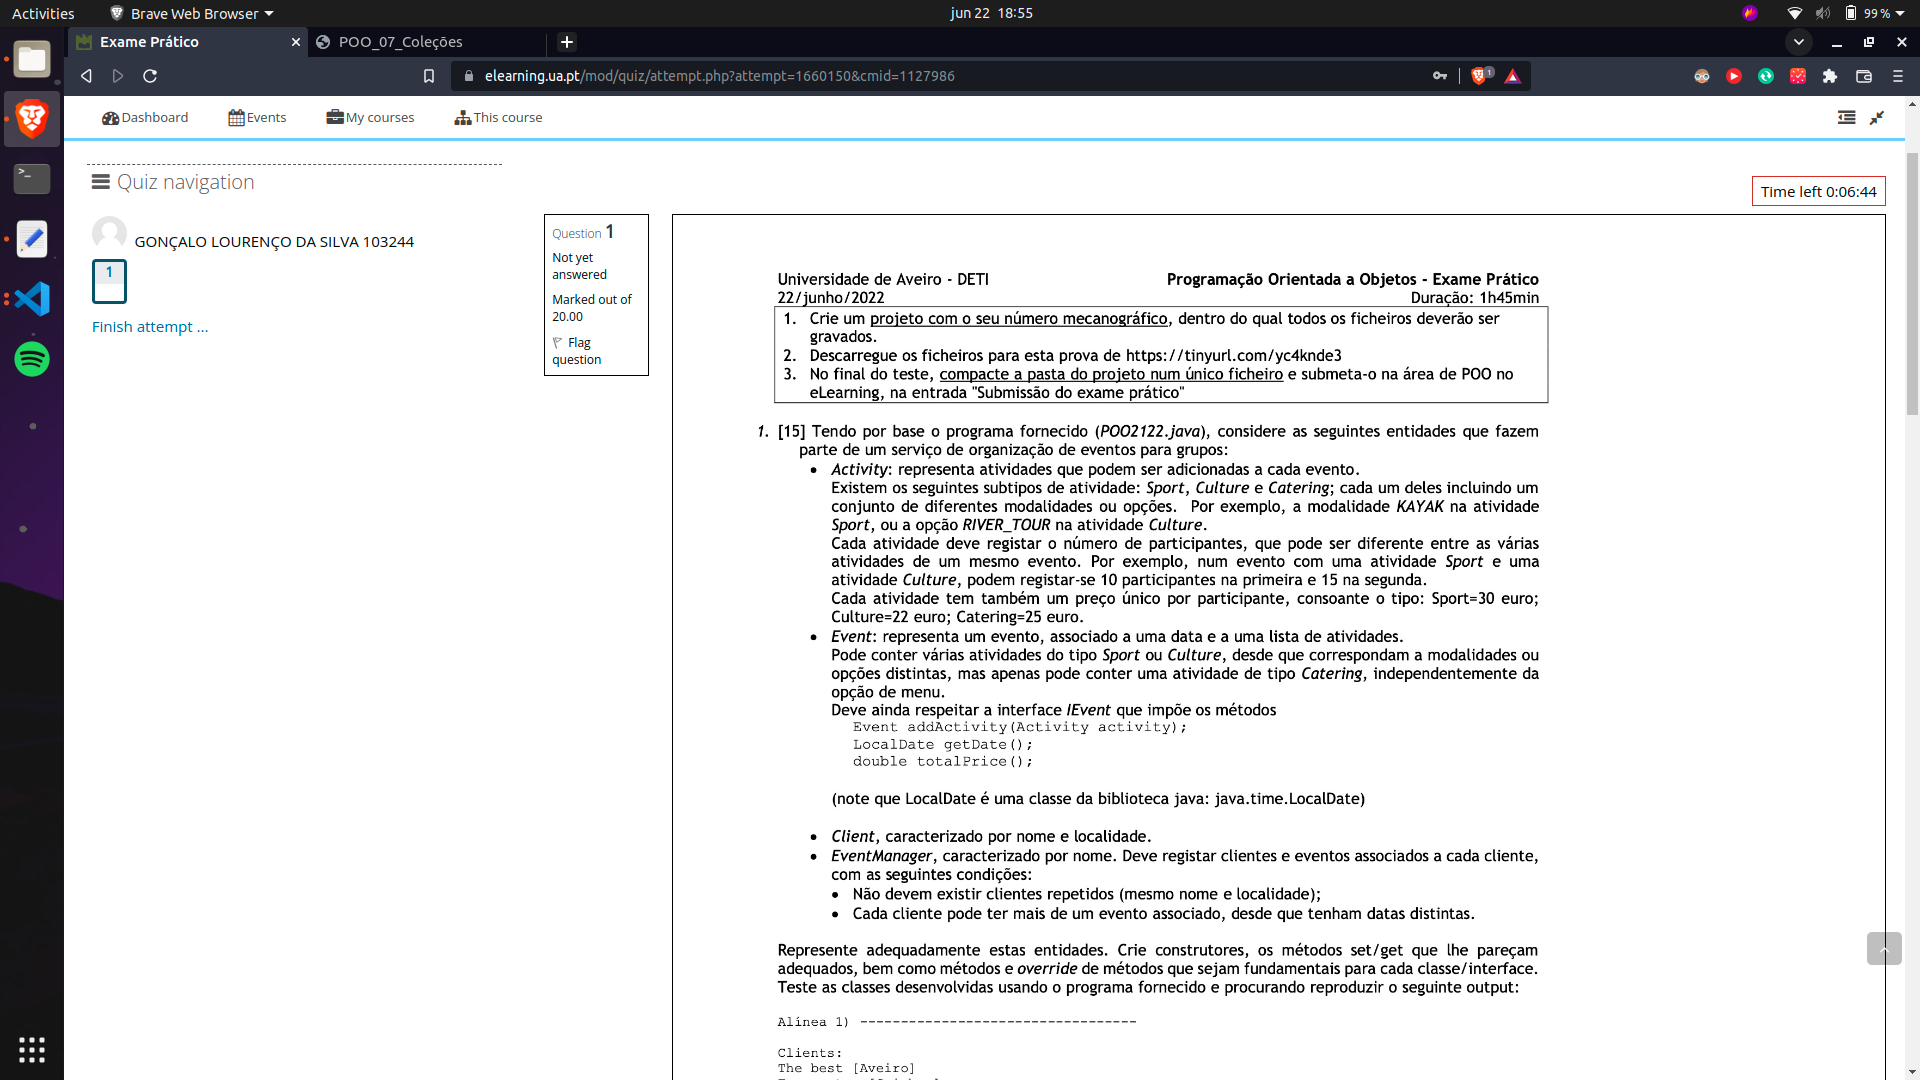 Activities
Brave Web Browser
jun 22 18:55
99 %
Exame Prático
POO_07_Coleções
elearning.ua.pt/mod/quiz/attempt.php?attempt=1660150&cmid=1127986
1
Dashboard
Events
My courses
This course
Quiz navigation
Time left 0:06:44
GONÇALO LOURENÇO DA SILVA 103244
1
Finish attempt ...
Question 1
Not yet
answered
Marked out of
20.00
Flag
question
Universidade de Aveiro - DETI
Programação Orientada a Objetos - Exame Prático
22/junho/2022
Duração: 1h45min
1. Crie um projeto com o seu número mecanográfico, dentro do qual todos os ficheiros deverão ser
gravados.
2. Descarregue os ficheiros para esta prova de https://tinyurl.com/yc4knde3
3. No final do teste, compacte a pasta do projeto num único ficheiro e submeta-o na área de POO no
eLearning, na entrada "Submissão do exame prático"
1. [15] Tendo por base o programa fornecido (POO2122.java), considere as seguintes entidades que fazem
parte de um serviço de organização de eventos para grupos:
• Activity: representa atividades que podem ser adicionadas a cada evento.
Existem os seguintes subtipos de atividade: Sport, Culture e Catering; cada um deles incluindo um
conjunto de diferentes modalidades ou opções. Por exemplo, a modalidade KAYAK na atividade
Sport, ou a opção RIVER_TOUR na atividade Culture.
Cada atividade deve registar o número de participantes, que pode ser diferente entre as várias
atividades de um mesmo evento. Por exemplo, num evento com uma atividade Sport e uma
atividade Culture, podem registar-se 10 participantes na primeira e 15 na segunda.
Cada atividade tem também um preço único por participante, consoante o tipo: Sport=30 euro;
Culture=22 euro; Catering=25 euro.
• Event: representa um evento, associado a uma data e a uma lista de atividades.
Pode conter várias atividades do tipo Sport ou Culture, desde que correspondam a modalidades ou
opções distintas, mas apenas pode conter uma atividade de tipo Catering, independentemente da
opção de menu.
Deve ainda respeitar a interface IEvent que impõe os métodos
Event addActivity(Activity activity);
LocalDate getDate();
double totalPrice();
(note que LocalDate é uma classe da biblioteca java: java.time.LocalDate)
• Client, caracterizado por nome e localidade.
• EventManager, caracterizado por nome. Deve registar clientes e eventos associados a cada cliente,
com as seguintes condições:
• Não devem existir clientes repetidos (mesmo nome e localidade);
• Cada cliente pode ter mais de um evento associado, desde que tenham datas distintas.
Represente adequadamente estas entidades. Crie construtores, os métodos set/get que lhe pareçam
adequados, bem como métodos e override de métodos que sejam fundamentais para cada classe/interface.
Teste as classes desenvolvidas usando o programa fornecido e procurando reproduzir o seguinte output:
Alínea 1) ----------------------------------
Clients:
The best [Aveiro]